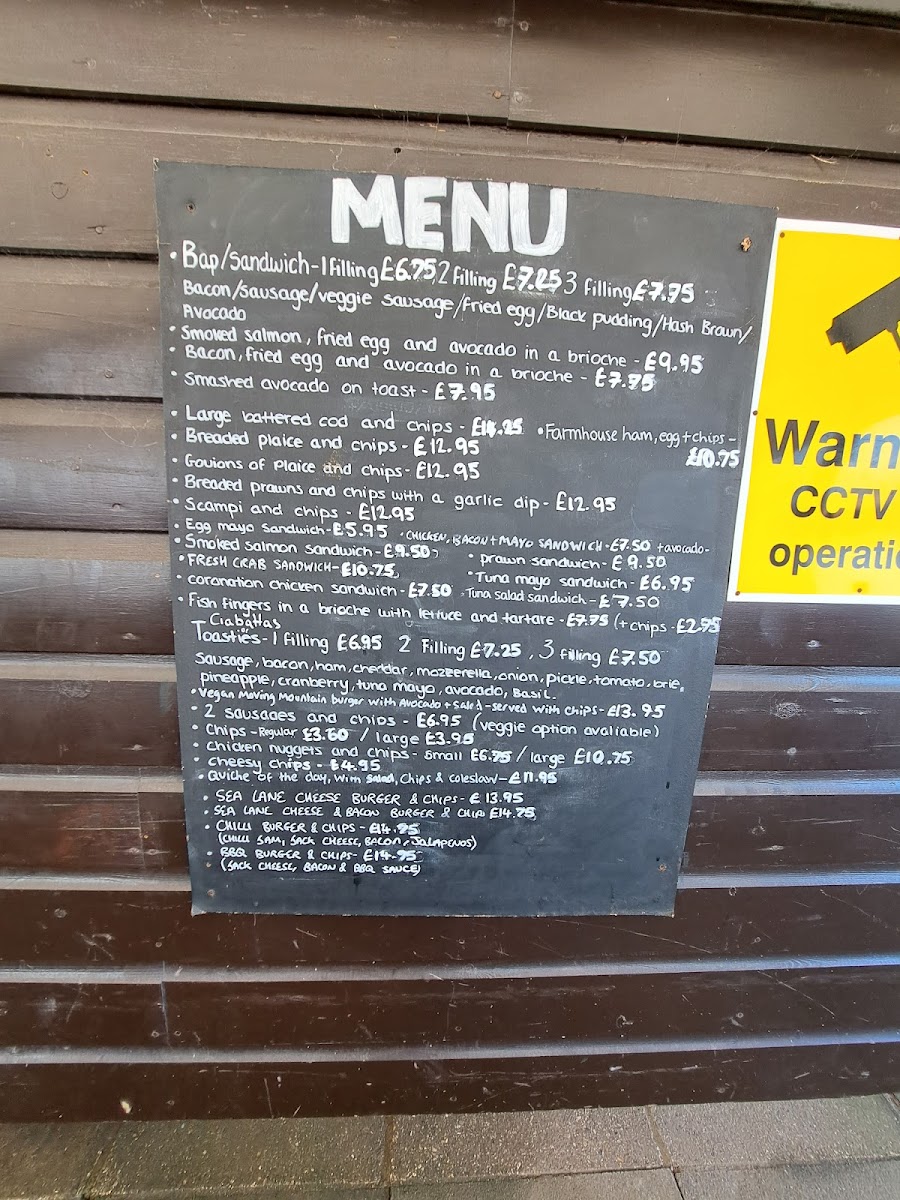 MENU
• Bap/Sandwich - 1 filling £6.75, 2 filling £7.25 3 filling £7.75
Bacon/sausage/veggie sausage/fried egg/Black pudding/Hash Brown/
Avocado
• Smoked salmon, fried egg and avocado in a brioche - £9.95
• Bacon, fried egg and avocado in a brioche - £7.75
• Smashed avocado on toast - £7.95
• Large battered cod and chips - £14.25 • Farmhouse ham, egg + chips -
• Breaded plaice and chips - £12.95 £10.75
• Goujons of Plaice and chips - £12.95
• Breaded prawns and chips with a garlic dip - £12.95
• Scampi and chips - £12.95
• Egg mayo sandwich - £5.95 • CHICKEN, BACON + MAYO SANDWICH - £7.50 + avocado -
• Smoked salmon sandwich - £9.50 • prawn sandwich - £9.50
• FRESH CRAB SANDWICH - £10.75 • Tuna mayo sandwich - £6.95
• coronation chicken sandwich - £7.50 • Tuna salad sandwich - £7.50
• Fish fingers in a brioche with lettuce and tartare - £7.75 (+ chips - £2.75
Ciabattas
Toasties - 1 filling £6.95 2 Filling £7.25, 3 filling £7.50
Sausage, bacon, ham, cheddar, mozeerella, onion, pickle, tomato, brie,
pineapple, cranberry, tuna mayo, avocado, Basil.
• Vegan Moving Mountain burger with Avocado + Salad - served with chips - £13.95
• 2 sausages and chips - £6.95 (veggie option avaliable)
• Chips - Regular £3.60 / large £3.95
• chicken nuggets and chips - small £6.75 / large £10.75
• cheesy chips - £4.95
• Quiche of the day, with salad, chips & coleslaw - £11.95
• SEA LANE CHEESE BURGER & CHIPS - £13.95
• SEA LANE CHEESE & BACON BURGER & CHIP £14.25
• CHILLI BURGER & CHIPS - £14.95
(CHILLI JAM, JACK CHEESE, BACON, JALAPENOS)
• BBQ BURGER & CHIPS - £14.95
(JACK CHEESE, BACON & BBQ SAUCE)
Warn
CCTV
operatio